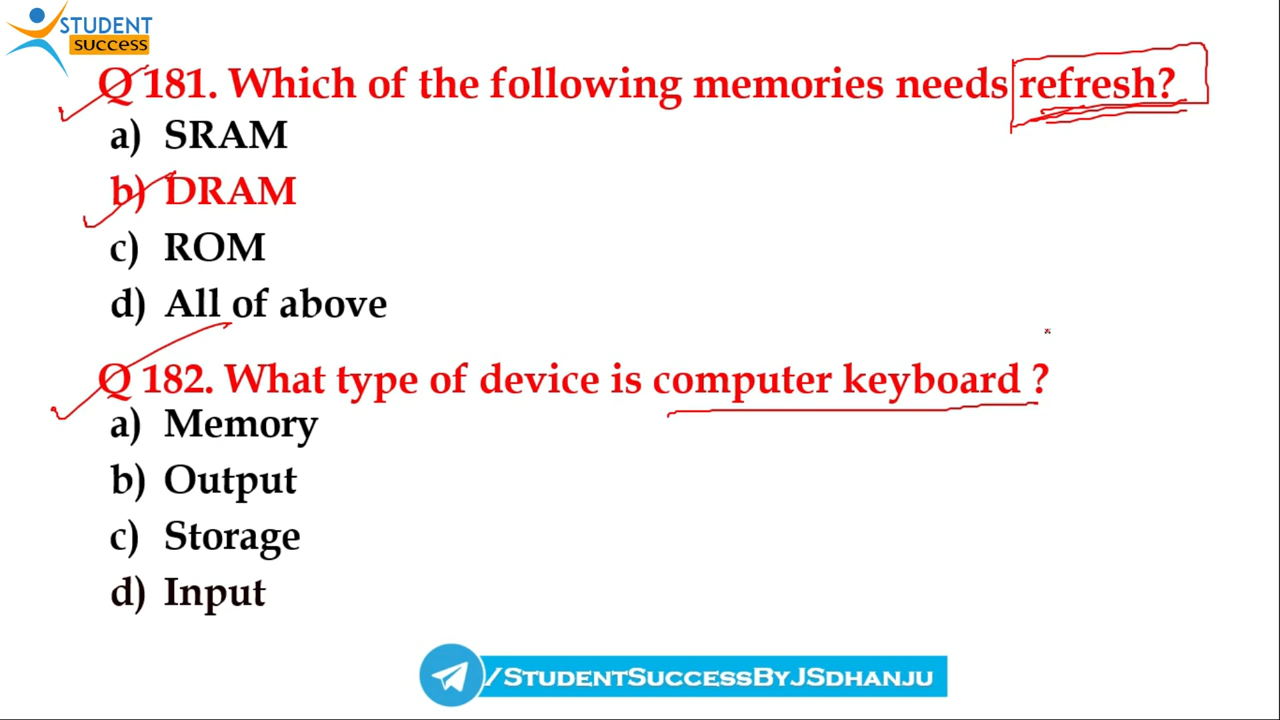 STUDENT
success
Q 181. Which of the following memories needs refresh?
a) SRAM
b) DRAM
c) ROM
d) All of above
Q 182. What type of device is computer keyboard ?
a) Memory
b) Output
c) Storage
d) Input
/StudentSuccessByJSdhanju